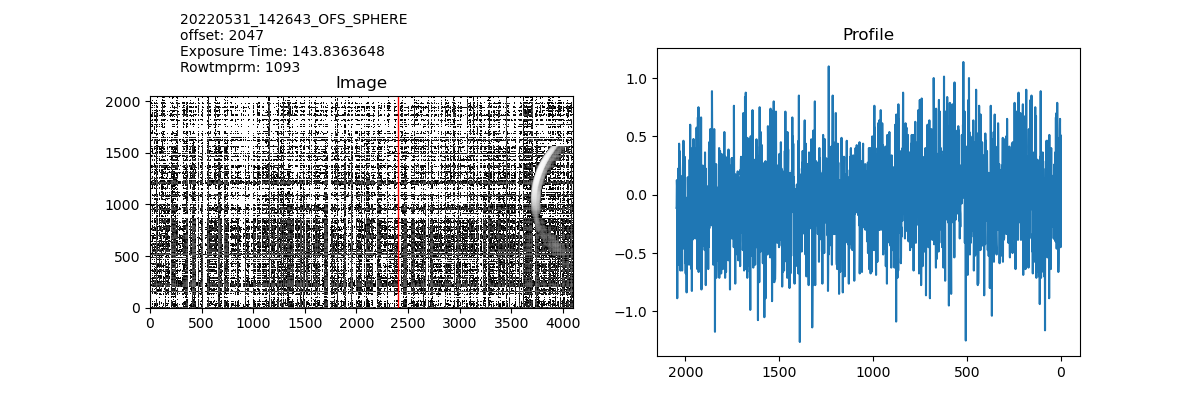 20220531_142643_OFS_SPHERE
offset: 2047
Exposure Time: 143.8363648
Rowtmprm: 1093
Image
2000
1500
1000
500
0
0 500 1000 1500 2000 2500 3000 3500 4000
Profile
1.0
0.5
0.0
−0.5
−1.0
2000 1500 1000 500 0